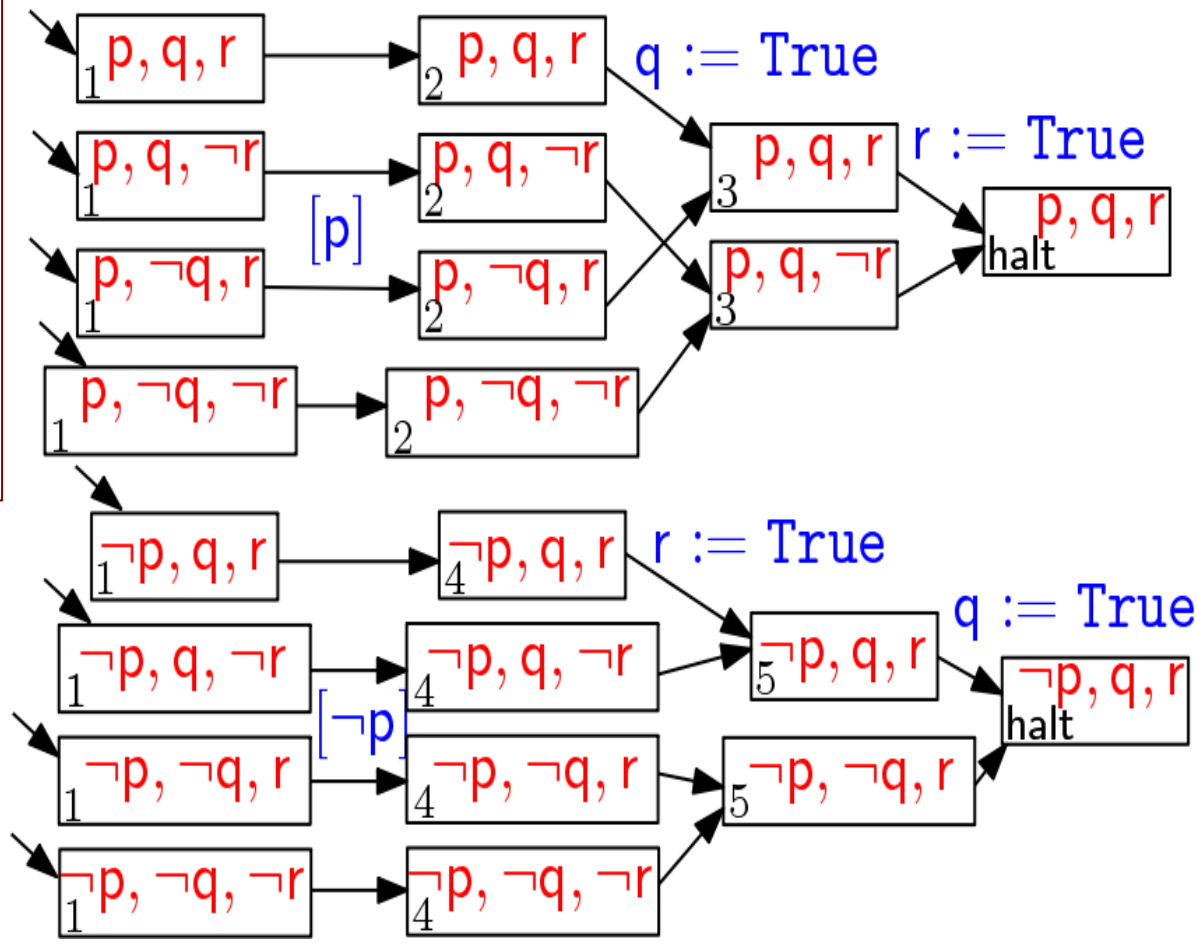 p, q, r
1
p, q, r
2
q := True
p, q, ¬r
1
p, q, ¬r
2
p, q, r
3
r := True
[p]
p, q, r
halt
p, ¬q, r
1
p, ¬q, r
2
p, q, ¬r
3
p, ¬q, ¬r
1
p, ¬q, ¬r
2
¬p, q, r
1
¬p, q, r
4
r := True
¬p, q, ¬r
1
¬p, q, ¬r
4
¬p, q, r
5
q := True
[¬p]
¬p, q, r
halt
¬p, ¬q, r
1
¬p, ¬q, r
4
¬p, ¬q, r
5
¬p, ¬q, ¬r
1
¬p, ¬q, ¬r
4